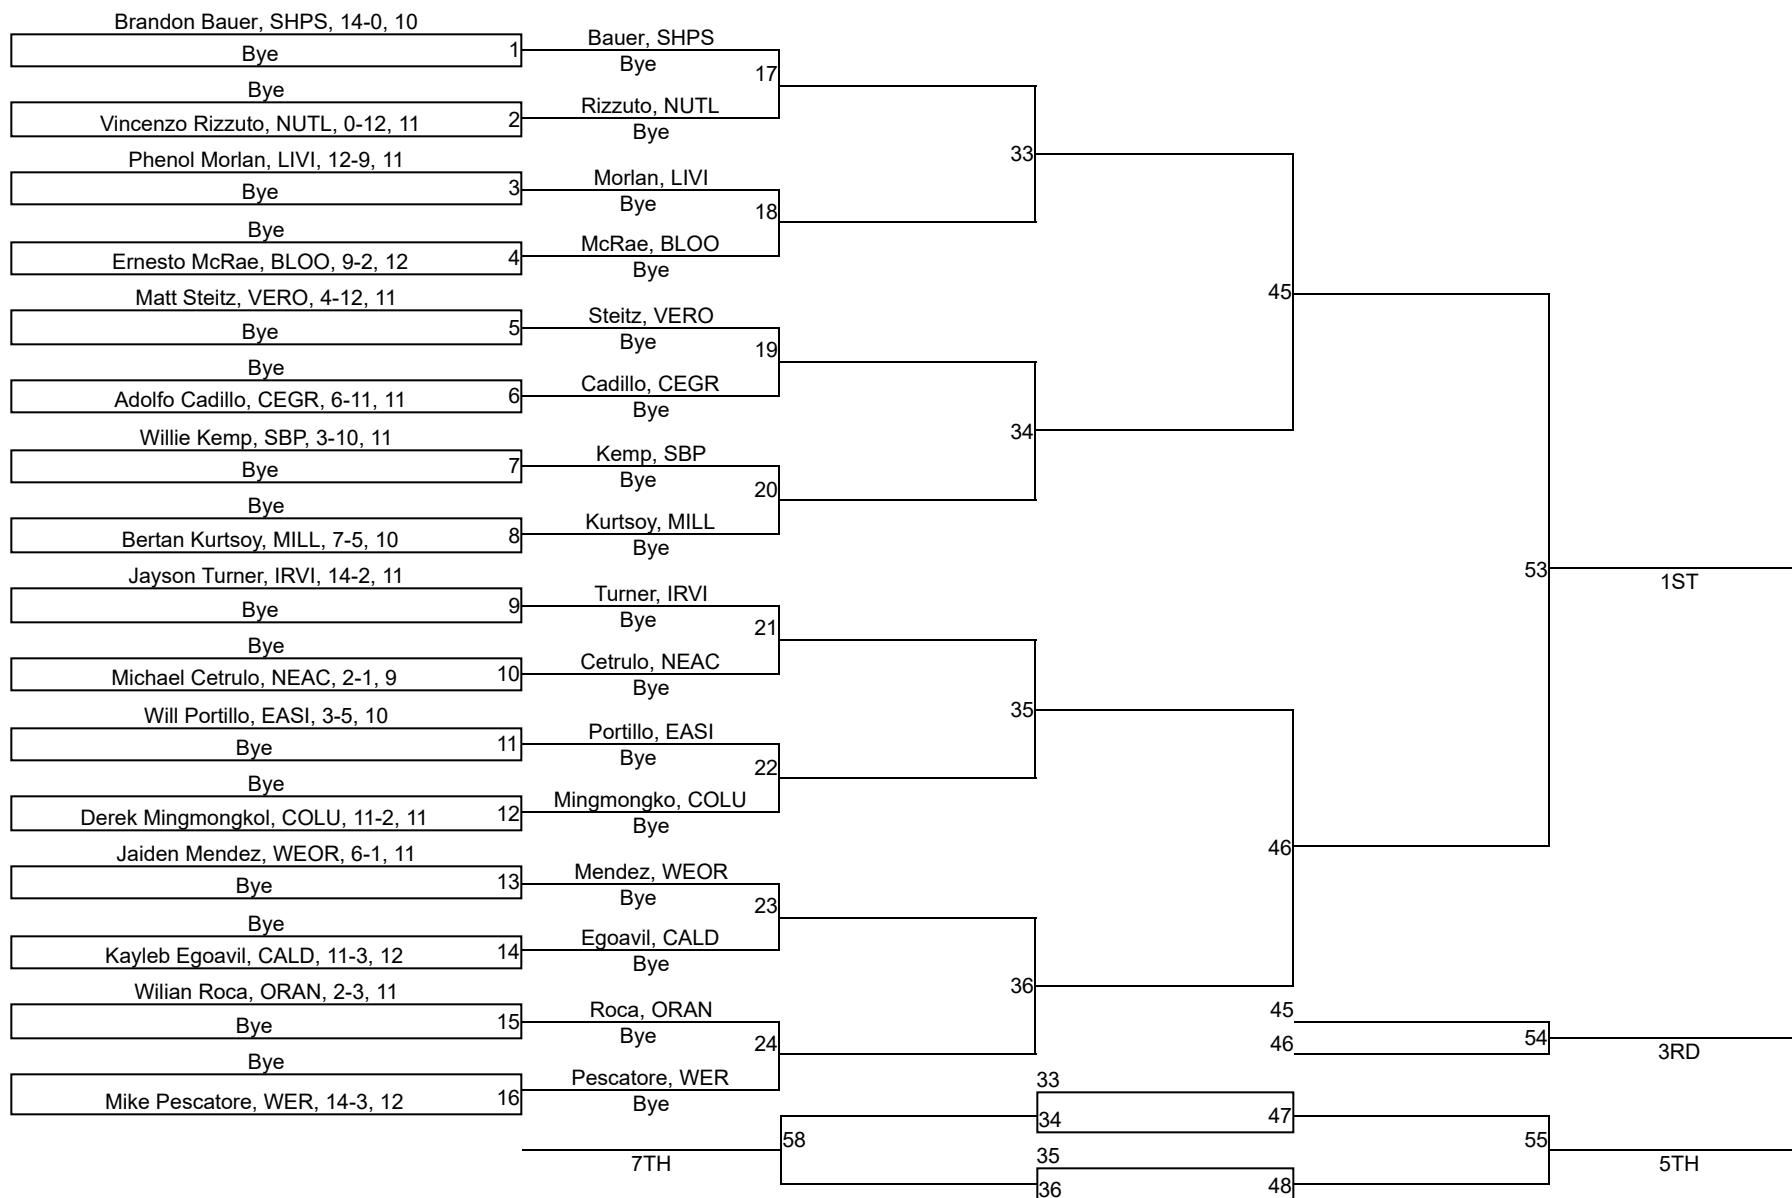 Brandon Bauer, SHPS, 14-0, 10
Bye
1
Bye
Vincenzo Rizzuto, NUTL, 0-12, 11
2
Phenol Morlan, LIVI, 12-9, 11
Bye
3
Bye
Ernesto McRae, BLOO, 9-2, 12
4
Matt Steitz, VERO, 4-12, 11
Bye
5
Bye
Adolfo Cadillo, CEGR, 6-11, 11
6
Willie Kemp, SBP, 3-10, 11
Bye
7
Bye
Bertan Kurtsoy, MILL, 7-5, 10
8
Jayson Turner, IRVI, 14-2, 11
Bye
9
Bye
Michael Cetrulo, NEAC, 2-1, 9
10
Will Portillo, EASI, 3-5, 10
Bye
11
Bye
Derek Mingmongkol, COLU, 11-2, 11
12
Jaiden Mendez, WEOR, 6-1, 11
Bye
13
Bye
Kayleb Egoavil, CALD, 11-3, 12
14
Wilian Roca, ORAN, 2-3, 11
Bye
15
Bye
Mike Pescatore, WER, 14-3, 12
16
Bauer, SHPS
Bye
17
Rizzuto, NUTL
Bye
Morlan, LIVI
Bye
18
McRae, BLOO
Bye
Steitz, VERO
Bye
19
Cadillo, CEGR
Bye
Kemp, SBP
Bye
20
Kurtsoy, MILL
Bye
Turner, IRVI
Bye
21
Cetrulo, NEAC
Bye
Portillo, EASI
Bye
22
Mingmongko, COLU
Bye
Mendez, WEOR
Bye
23
Egoavil, CALD
Bye
Roca, ORAN
Bye
24
Pescatore, WER
Bye
33
34
35
36
45
46
53
1ST
45
46
54
3RD
33
34
47
35
36
48
55
5TH
58
7TH